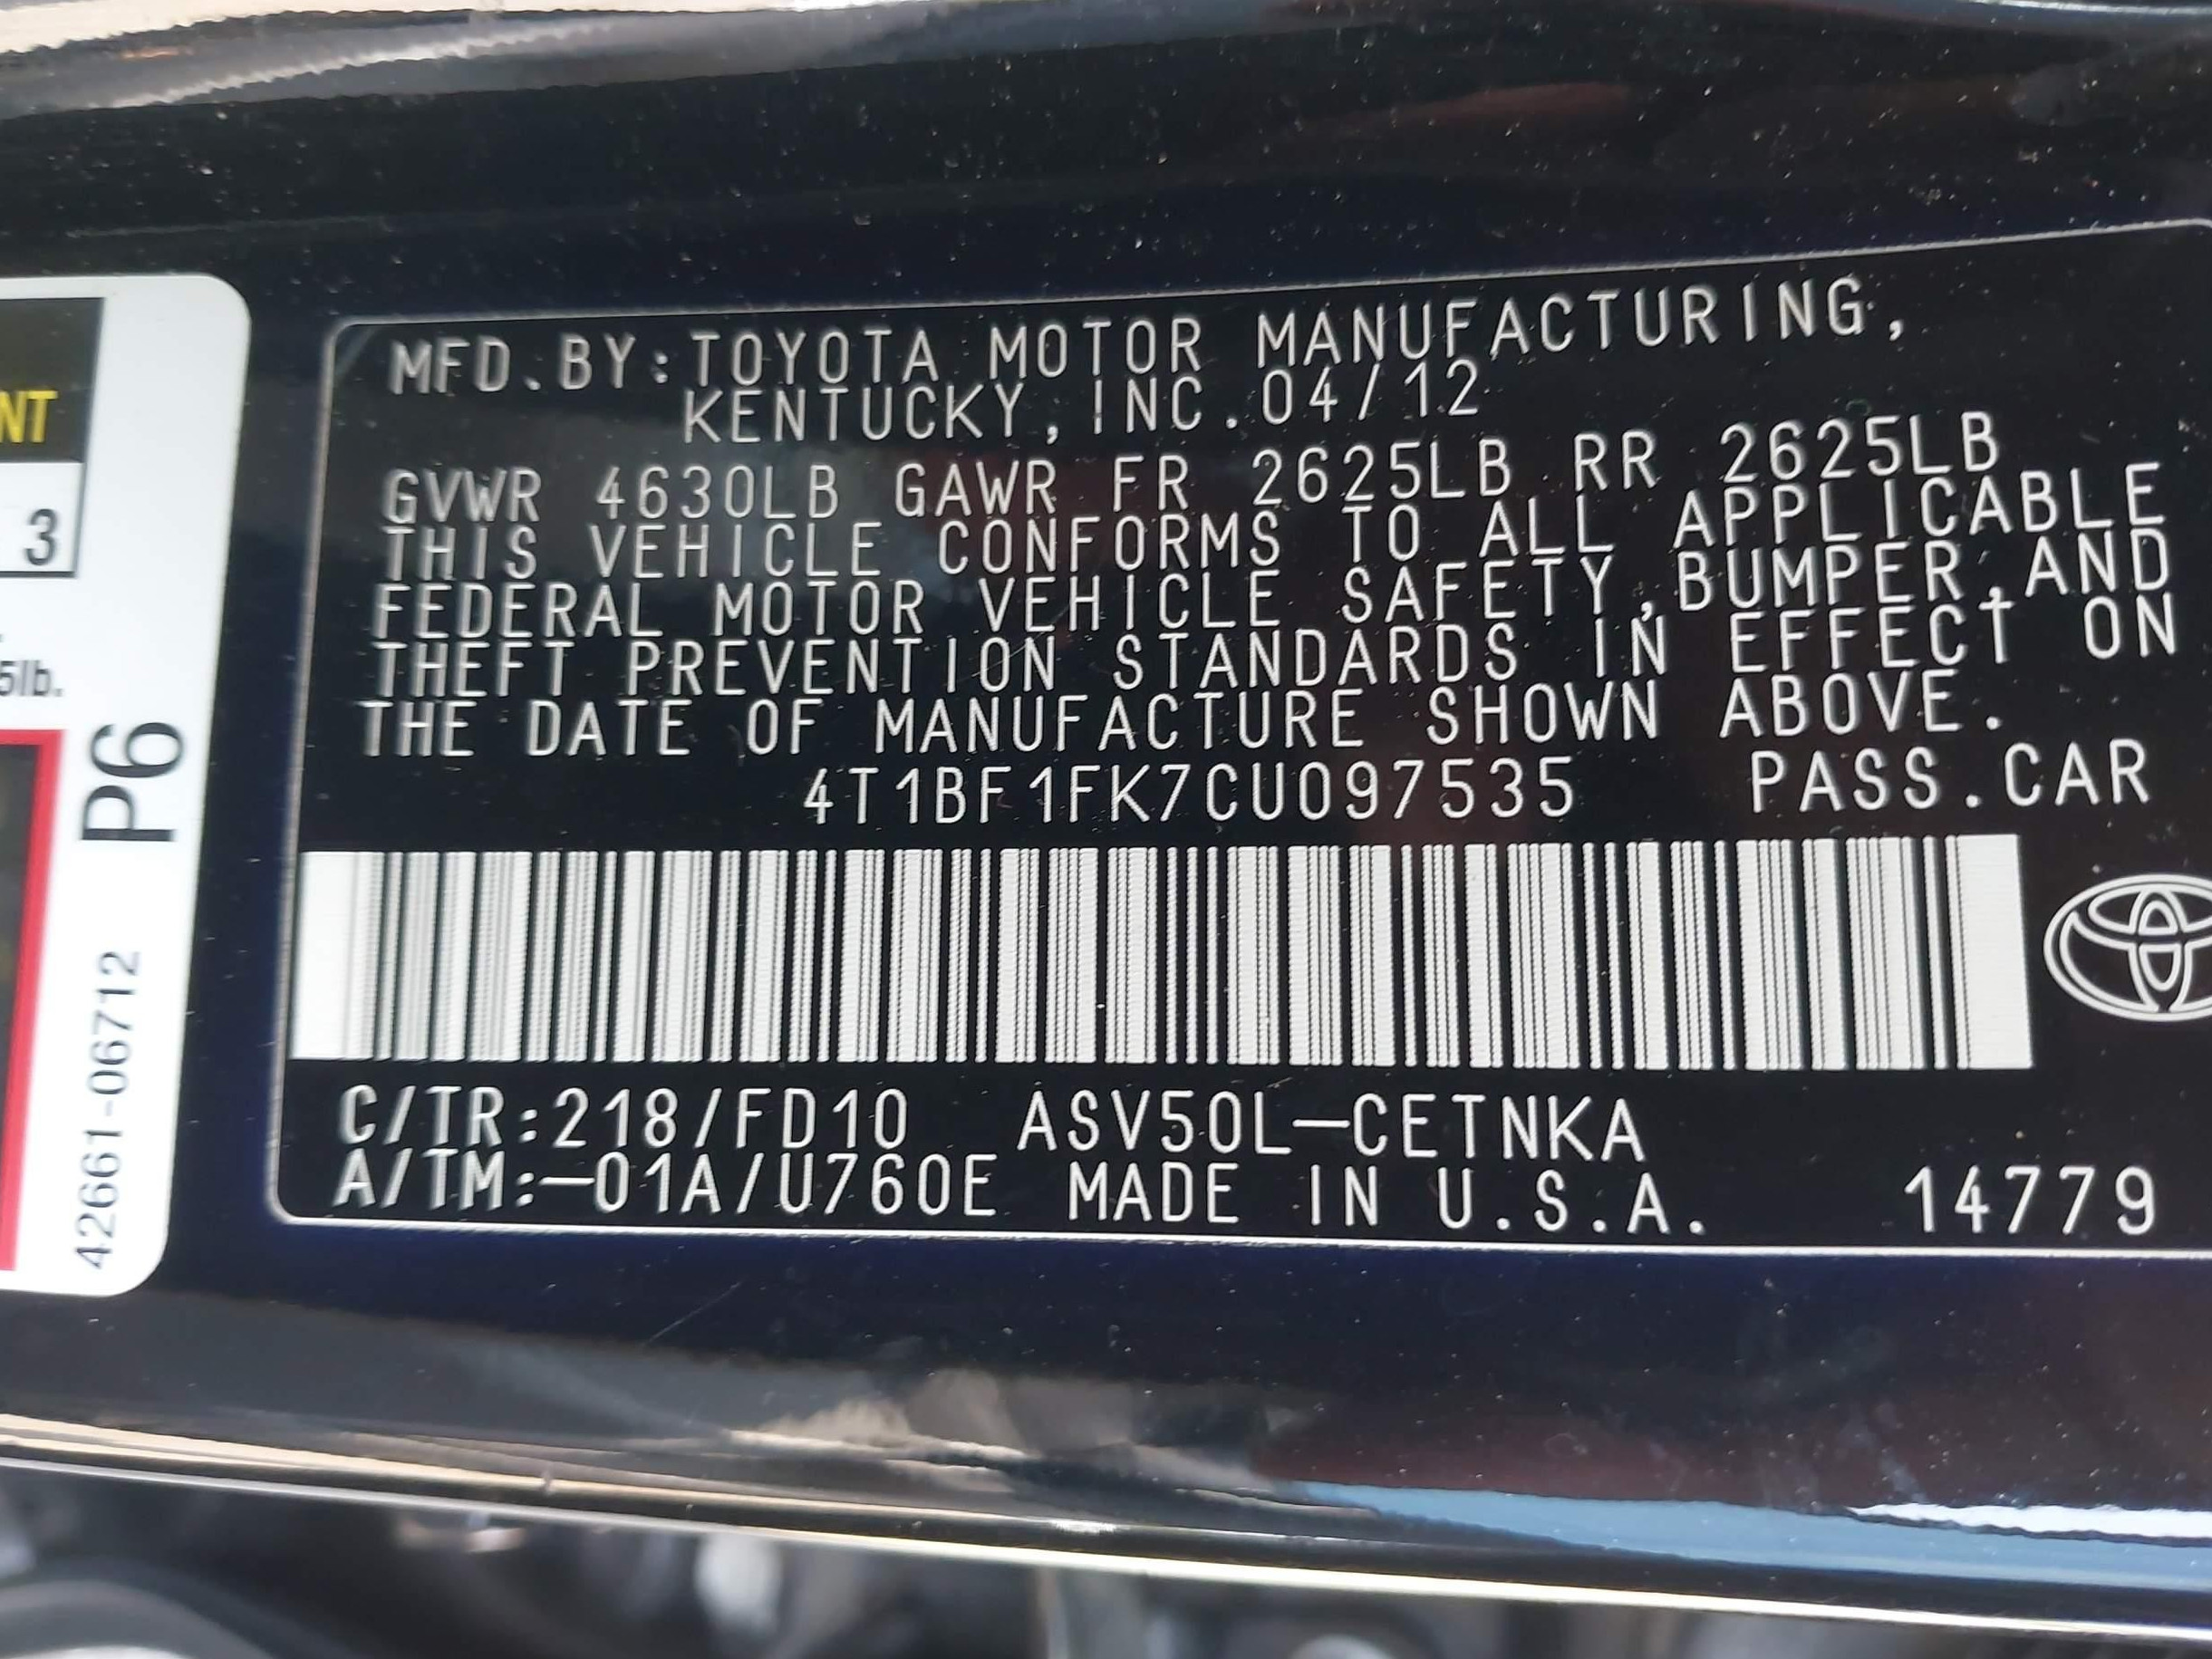 NT
3
5lb.
P6
42661-06712
MFD.BY:TOYOTA MOTOR MANUFACTURING,
KENTUCKY,INC.04/12
GVWR 4630LB GAWR FR 2625LB RR 2625LB
THIS VEHICLE CONFORMS TO ALL APPLICABLE
FEDERAL MOTOR VEHICLE SAFETY,BUMPER,AND
THEFT PREVENTION STANDARDS IN EFFECT ON
THE DATE OF MANUFACTURE SHOWN ABOVE.
4T1BF1FK7CU097535 PASS.CAR
C/TR:218/FD10 ASV50L-CETNKA
A/TM:-01A/U760E MADE IN U.S.A. 14779